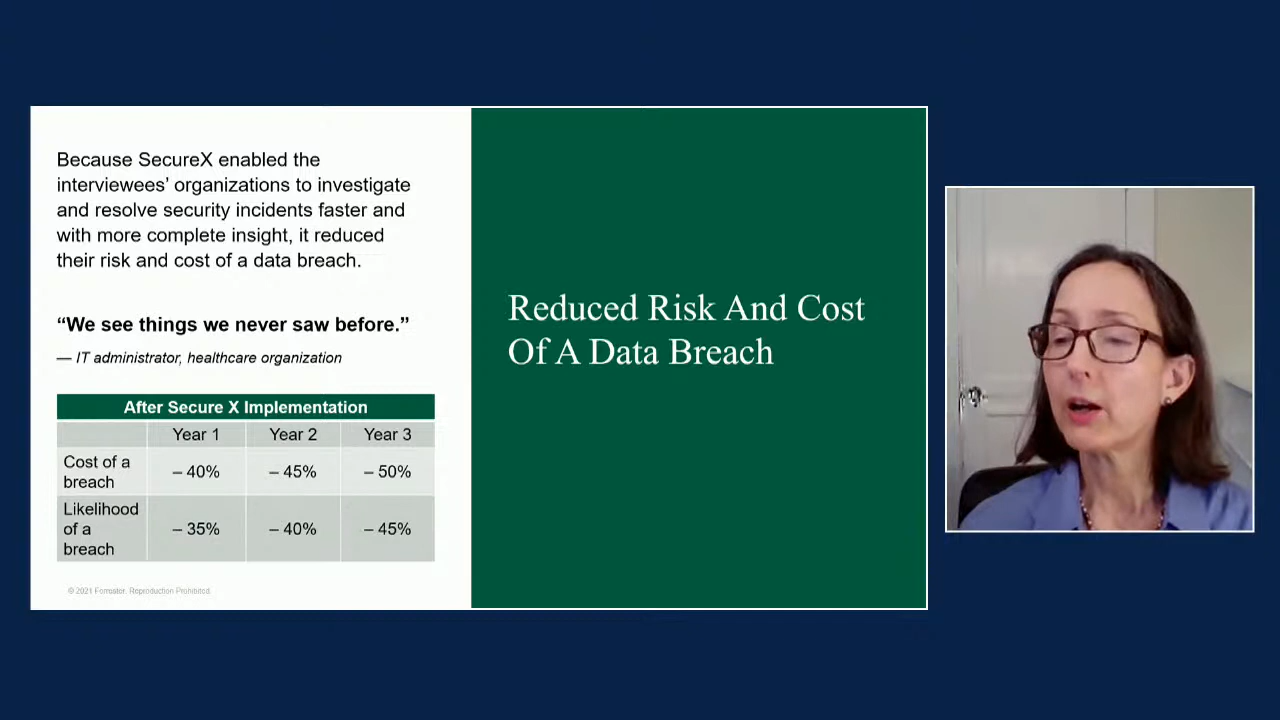 Because SecureX enabled the
interviewees’ organizations to investigate
and resolve security incidents faster and
with more complete insight, it reduced
their risk and cost of a data breach.
“We see things we never saw before.”
— IT administrator, healthcare organization
After Secure X Implementation
Year 1 Year 2 Year 3
Cost of a
breach
– 40% – 45% – 50%
Likelihood
of a
breach
– 35% – 40% – 45%
© 2021 Forrester. Reproduction Prohibited.
Reduced Risk And Cost
Of A Data Breach